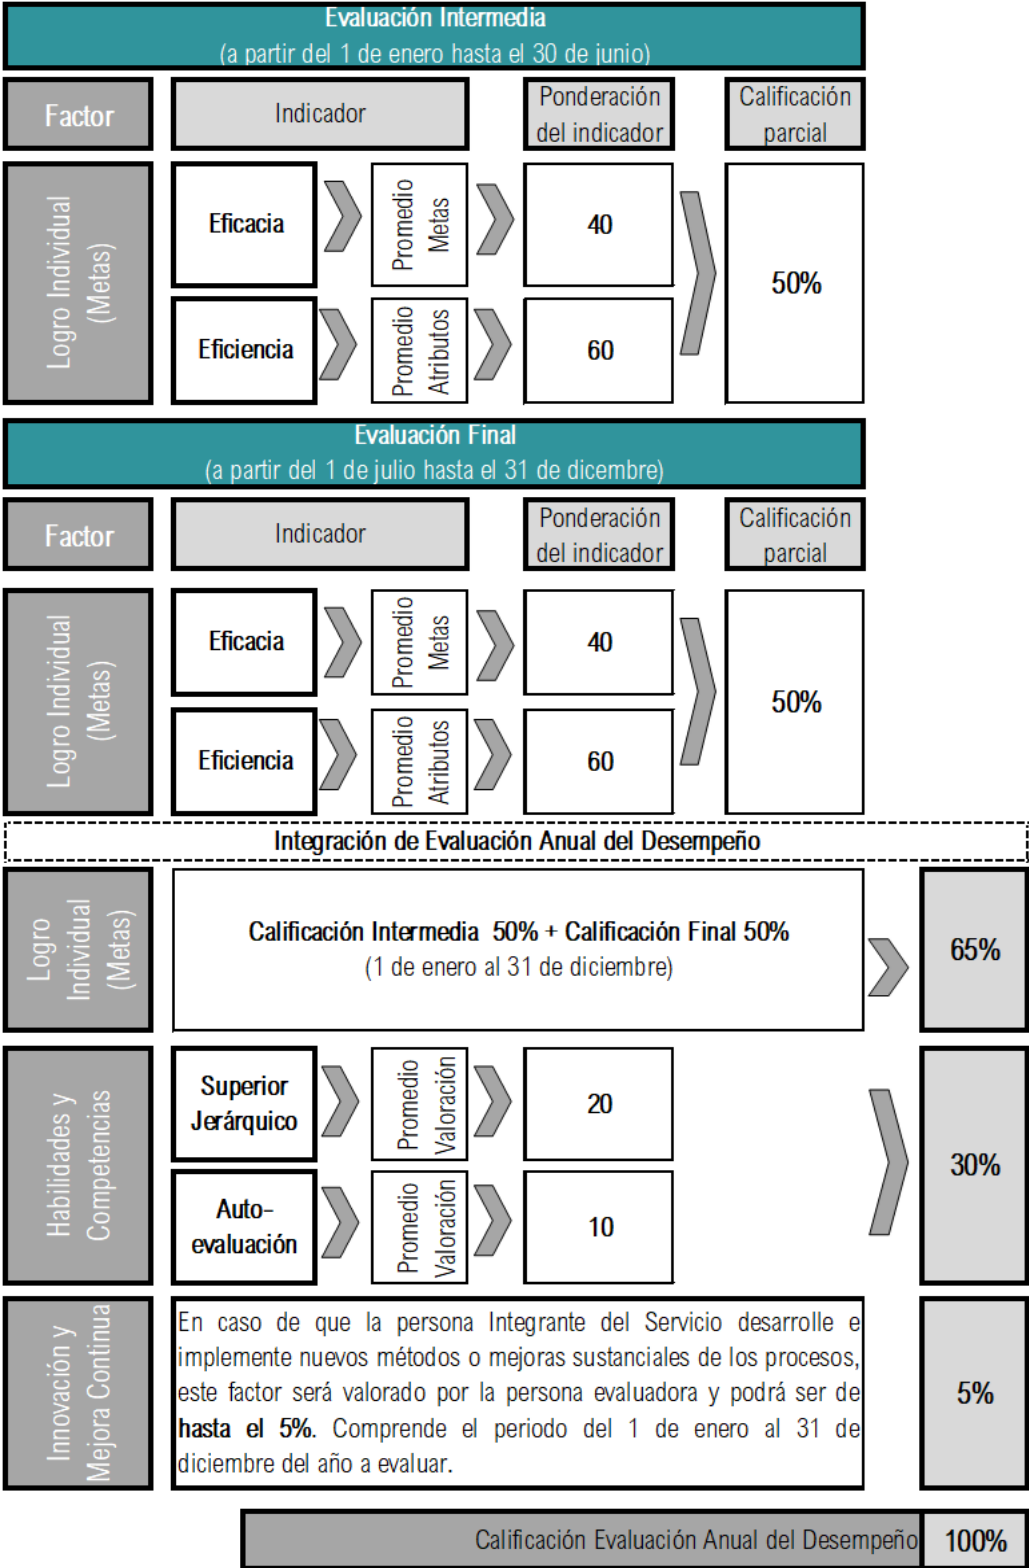 Evaluación Intermedia
(a partir del 1 de enero hasta el 30 de junio)
Factor
Indicador
Ponderación
del indicador
Calificación
parcial
Logro Individual
(Metas)
Eficacia
Promedio
Metas
40
50%
Eficiencia
Promedio
Atributos
60
Evaluación Final
(a partir del 1 de julio hasta el 31 de dicembre)
Factor
Indicador
Ponderación
del indicador
Calificación
parcial
Logro Individual
(Metas)
Eficacia
Promedio
Metas
40
50%
Eficiencia
Promedio
Atributos
60
Integración de Evaluación Anual del Desempeño
Logro
Individual
(Metas)
Calificación Intermedia 50% + Calificación Final 50%
(1 de enero al 31 de diciembre)
65%
Habilidades y
Competencias
Superior
Jerárquico
Promedio
Valoración
20
30%
Auto-
evaluación
Promedio
Valoración
10
Innovación y
Mejora Continua
En caso de que la persona Integrante del Servicio desarrolle e
implemente nuevos métodos o mejoras sustanciales de los procesos,
este factor será valorado por la persona evaluadora y podrá ser de
hasta el 5%. Comprende el periodo del 1 de enero al 31 de
diciembre del año a evaluar.
5%
Calificación Evaluación Anual del Desempeño
100%